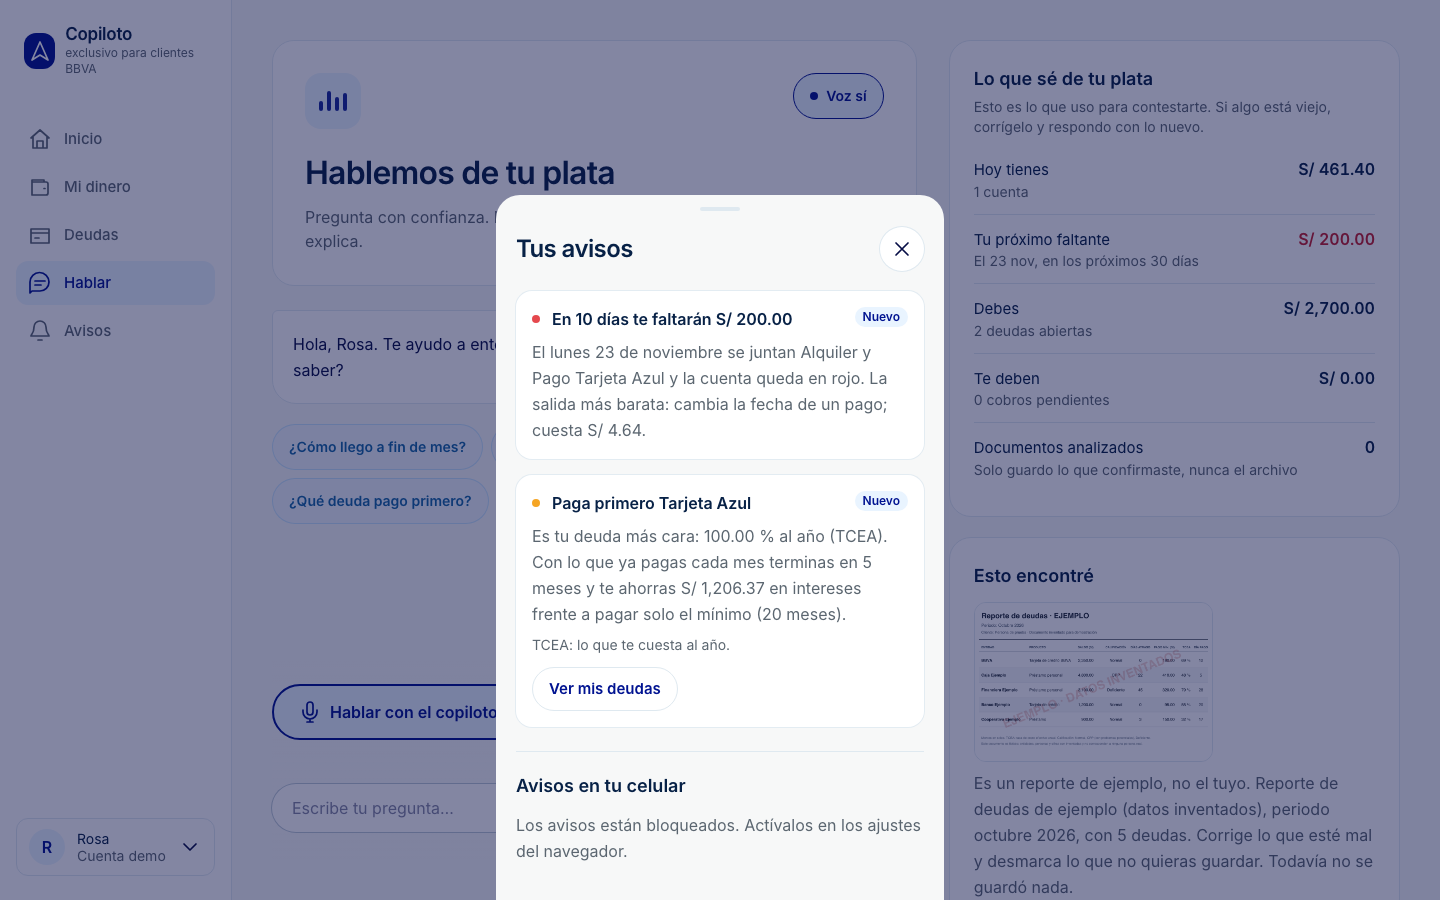 Copiloto
exclusivo para clientes
BBVA
Inicio
Mi dinero
Deudas
Hablar
Avisos
R
Rosa
Cuenta demo
Voz sí
Hablemos de tu plata
Pregunta con confianza.
explica.
Hola, Rosa. Te ayudo a
saber?
¿Cómo llego a fin de mes?
¿Qué deuda pago primero?
Hablar con el copiloto
Escribe tu pregunta...
Tus avisos
En 10 días te faltarán S/ 200.00
Nuevo
El lunes 23 de noviembre se juntan Alquiler y
Pago Tarjeta Azul y la cuenta queda en rojo. La
salida más barata: cambia la fecha de un pago;
cuesta S/ 4.64.
Paga primero Tarjeta Azul
Nuevo
Es tu deuda más cara: 100.00 % al año (TCEA).
Con lo que ya pagas cada mes terminas en 5
meses y te ahorras S/ 1,206.37 en intereses
frente a pagar solo el mínimo (20 meses).
TCEA: lo que te cuesta al año.
Ver mis deudas
Avisos en tu celular
Los avisos están bloqueados. Actívalos en los ajustes
del navegador.
Lo que sé de tu plata
Esto es lo que uso para contestarte. Si algo está viejo,
corrígelo y respondo con lo nuevo.
Hoy tienes
S/ 461.40
1 cuenta
Tu próximo faltante
S/ 200.00
El 23 nov, en los próximos 30 días
Debes
S/ 2,700.00
2 deudas abiertas
Te deben
S/ 0.00
0 cobros pendientes
Documentos analizados
0
Solo guardo lo que confirmaste, nunca el archivo
Esto encontré
Reporte de deudas · EJEMPLO
EJEMPLO · DATOS INVENTADOS
Es un reporte de ejemplo, no el tuyo. Reporte de
deudas de ejemplo (datos inventados), periodo
octubre 2026, con 5 deudas. Corrige lo que esté mal
y desmarca lo que no quieras guardar. Todavía no se
guardó nada.